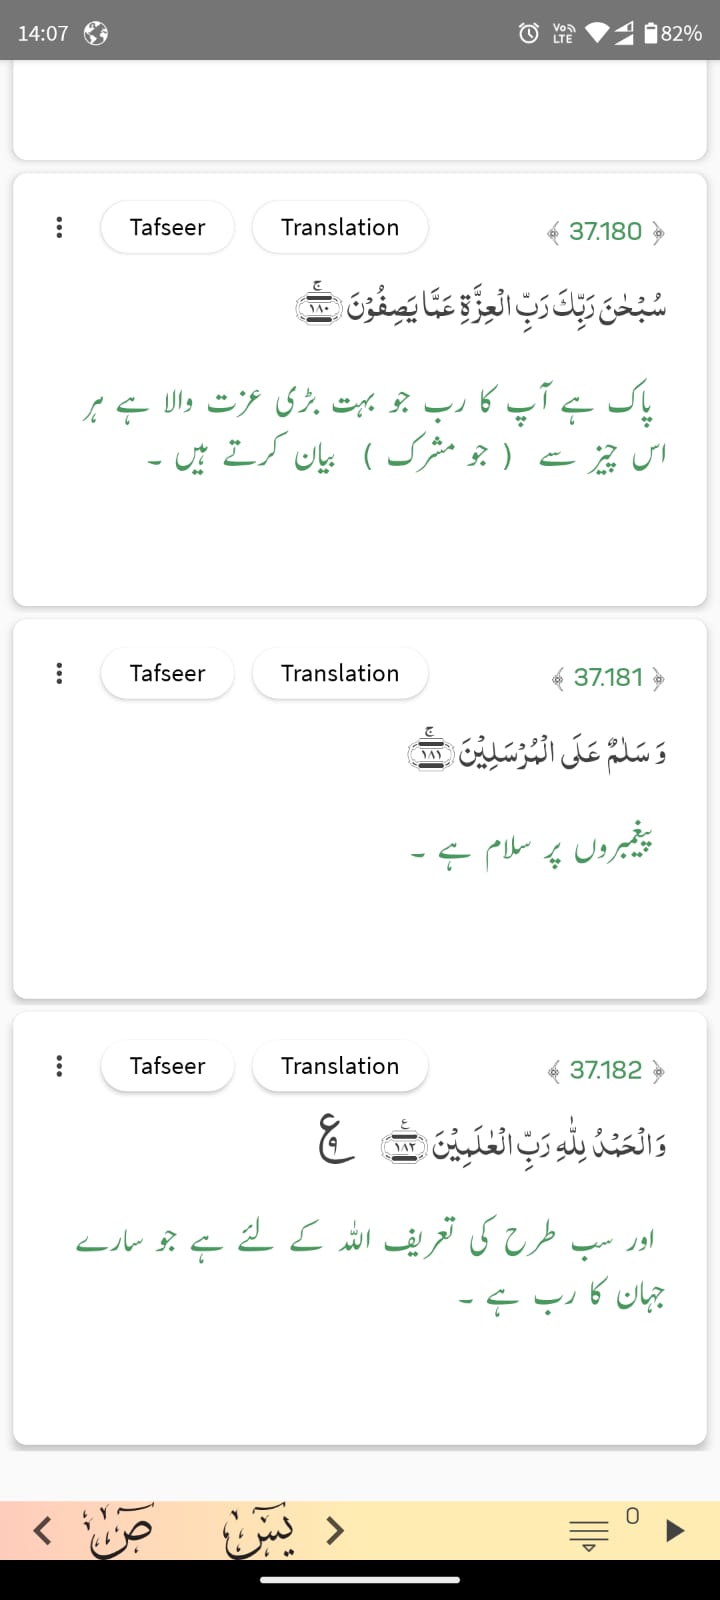 14:07
VoLTE 82%
Tafseer Translation 37.180
سُبۡحٰنَ رَبِّكَ رَبِّ الۡعِزَّةِ عَمَّا يَصِفُوۡنَ ۚ‏ ﴿۱۸۰﴾
پاک ہے آپ کا رب جو بہت بڑی عزت والا ہے ہر
اس چیز سے ( جو مشرک ) بیان کرتے ہیں ۔
Tafseer Translation 37.181
وَ سَلٰمٌ عَلَى الۡمُرۡسَلِيۡنَ ۚ‏ ﴿۱۸۱﴾
پیغمبروں پر سلام ہے ۔
Tafseer Translation 37.182
وَالۡحَمۡدُ لِلّٰهِ رَبِّ الۡعٰلَمِيۡنَ ﴿۱۸۲﴾ ع ۹
اور سب طرح کی تعریف اللہ کے لئے ہے جو سارے
جہان کا رب ہے ۔
صٓ يٰسٓ 0